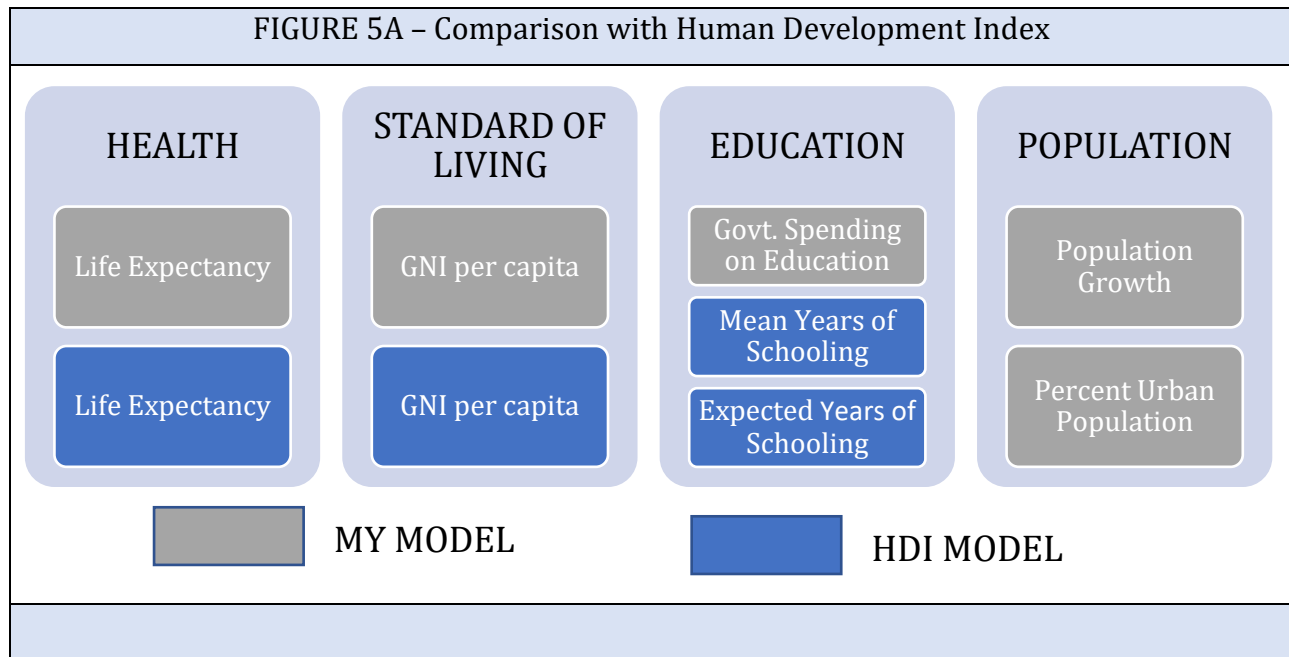 FIGURE 5A – Comparison with Human Development Index
HEALTH
Life Expectancy
Life Expectancy
STANDARD OF
LIVING
GNI per capita
GNI per capita
EDUCATION
Govt. Spending
on Education
Mean Years of
Schooling
Expected Years of
Schooling
POPULATION
Population
Growth
Percent Urban
Population
MY MODEL
HDI MODEL